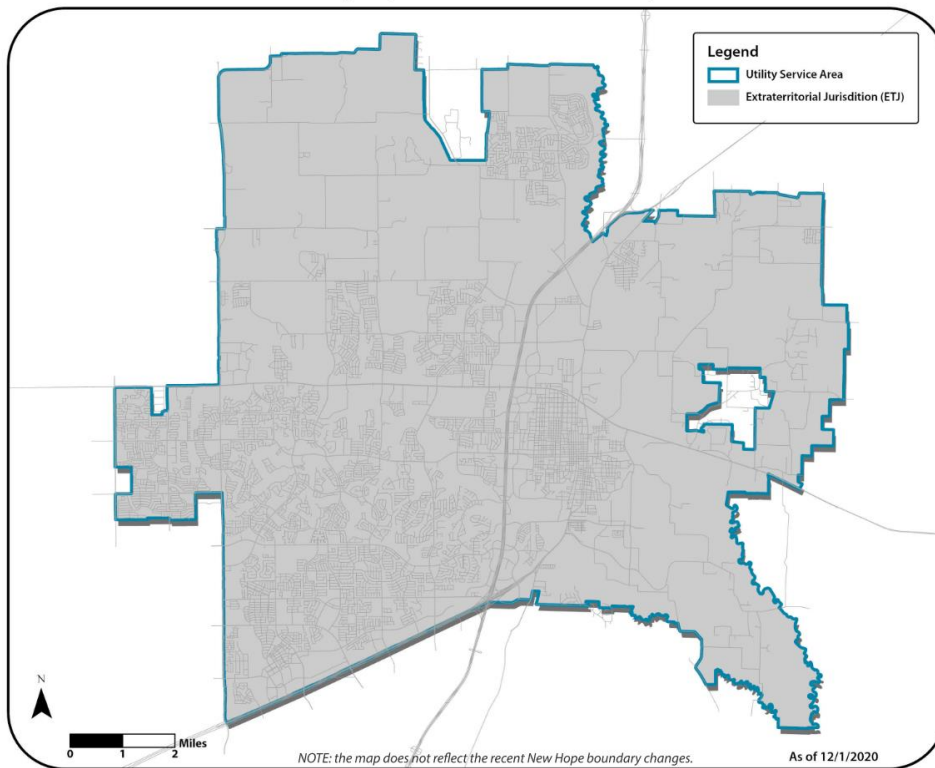 Legend
Utility Service Area
Extraterritorial Jurisdition (ETJ)
N
0 1 2 Miles
NOTE: the map does not reflect the recent New Hope boundary changes.
As of 12/1/2020